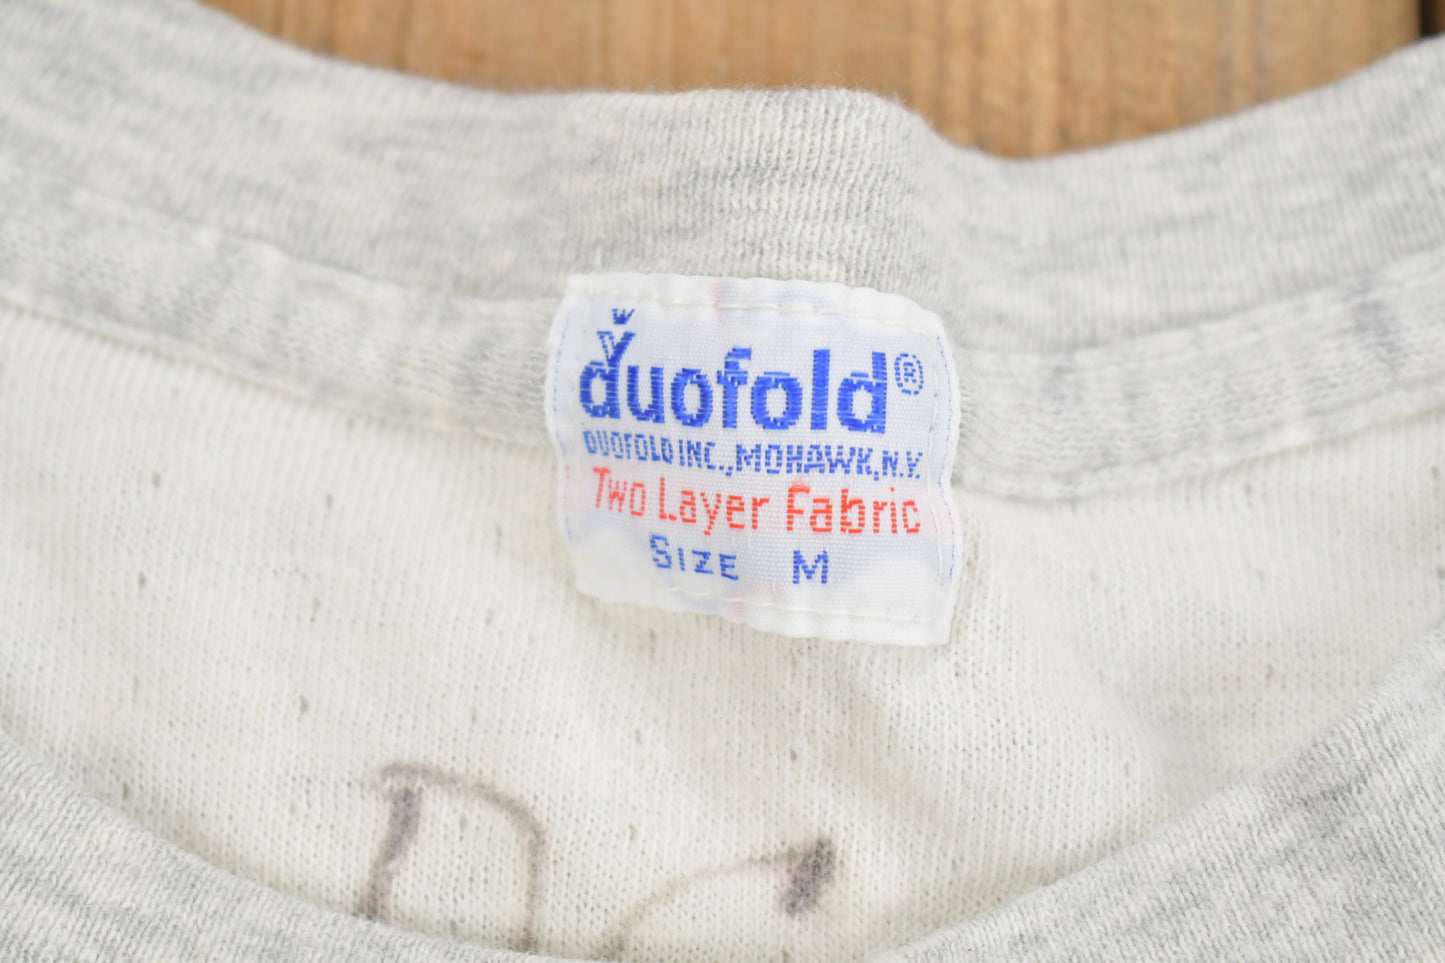 duofold®
DUOFOLD INC., MOHAWK, N.Y.
Two Layer Fabric
SIZE M